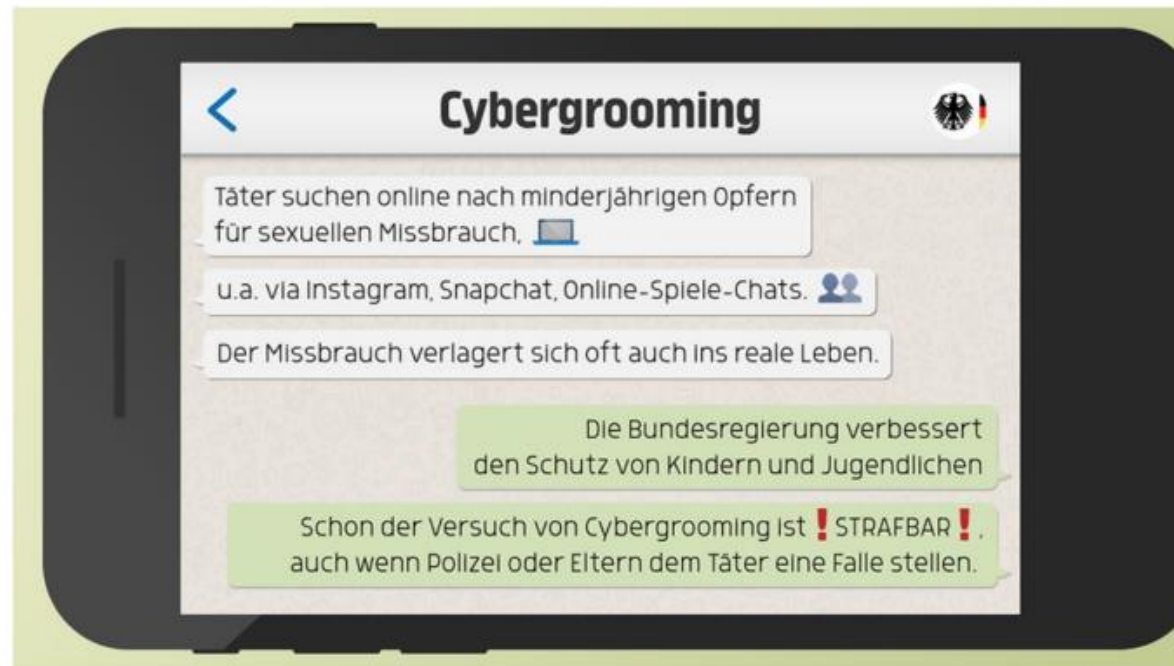 Cybergrooming
Täter suchen online nach minderjährigen Opfern
für sexuellen Missbrauch,
u.a. via Instagram, Snapchat, Online-Spiele-Chats.
Der Missbrauch verlagert sich oft auch ins reale Leben.
Die Bundesregierung verbessert
den Schutz von Kindern und Jugendlichen
Schon der Versuch von Cybergrooming ist ❗STRAFBAR❗,
auch wenn Polizei oder Eltern dem Täter eine Falle stellen.